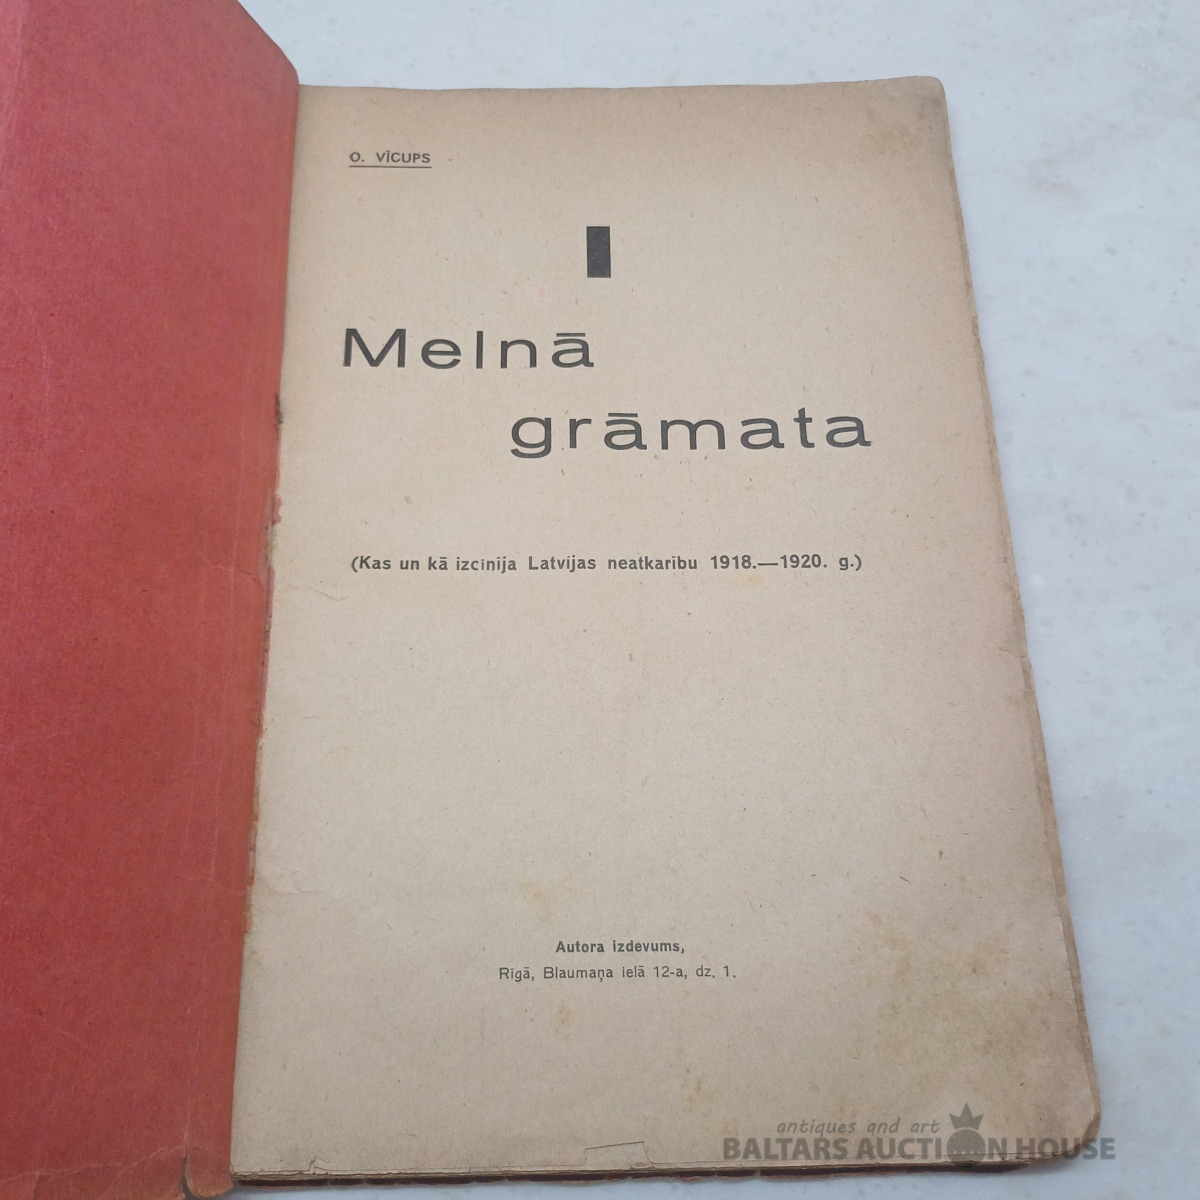 O. VĪCUPS
I
Melnā
grāmata
(Kas un kā izcīnīja Latvijas neatkarību 1918.—1920. g.)
Autora izdevums,
Rīgā, Blaumaņa ielā 12-a, dz. 1.
antiques and art
BALTARS AUCTION HOUSE